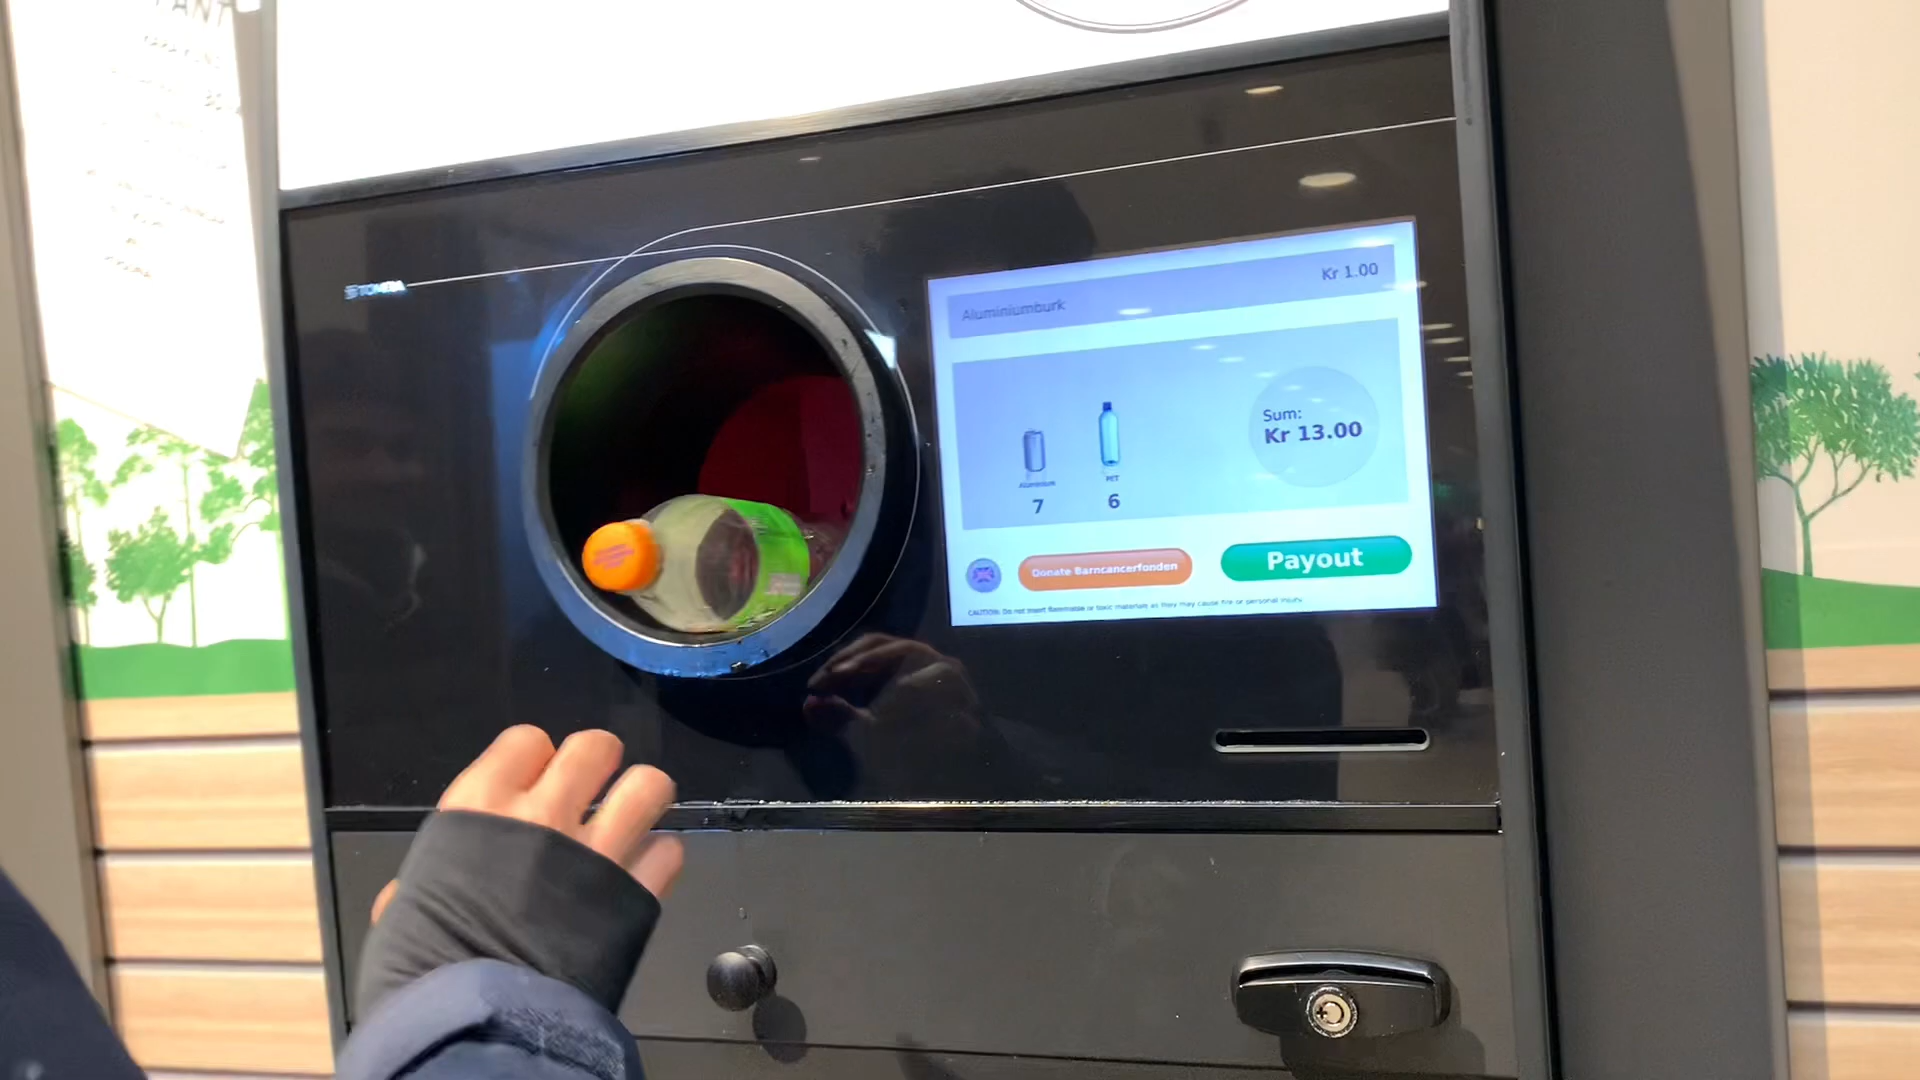 TOMRA
Aluminiumburk
Kr 1.00
Sum:
Kr 13.00
Aluminium
PET
7
6
Donate Barncancerfonden
Payout
CAUTION: Do not insert flammable or toxic materials as they may cause fire or personal injury.